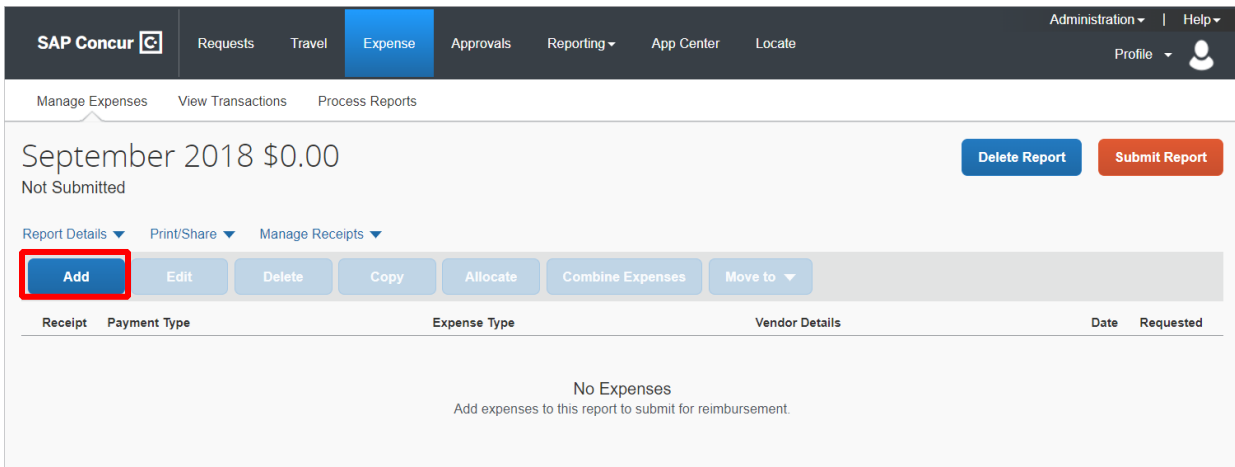 Administration | Help
SAP Concur C Requests Travel Expense Approvals Reporting App Center Locate
Profile
Manage Expenses View Transactions Process Reports
September 2018 $0.00
Delete Report Submit Report
Not Submitted
Report Details Print/Share Manage Receipts
Add Edit Delete Copy Allocate Combine Expenses Move to
Receipt Payment Type Expense Type Vendor Details Date Requested
No Expenses
Add expenses to this report to submit for reimbursement.